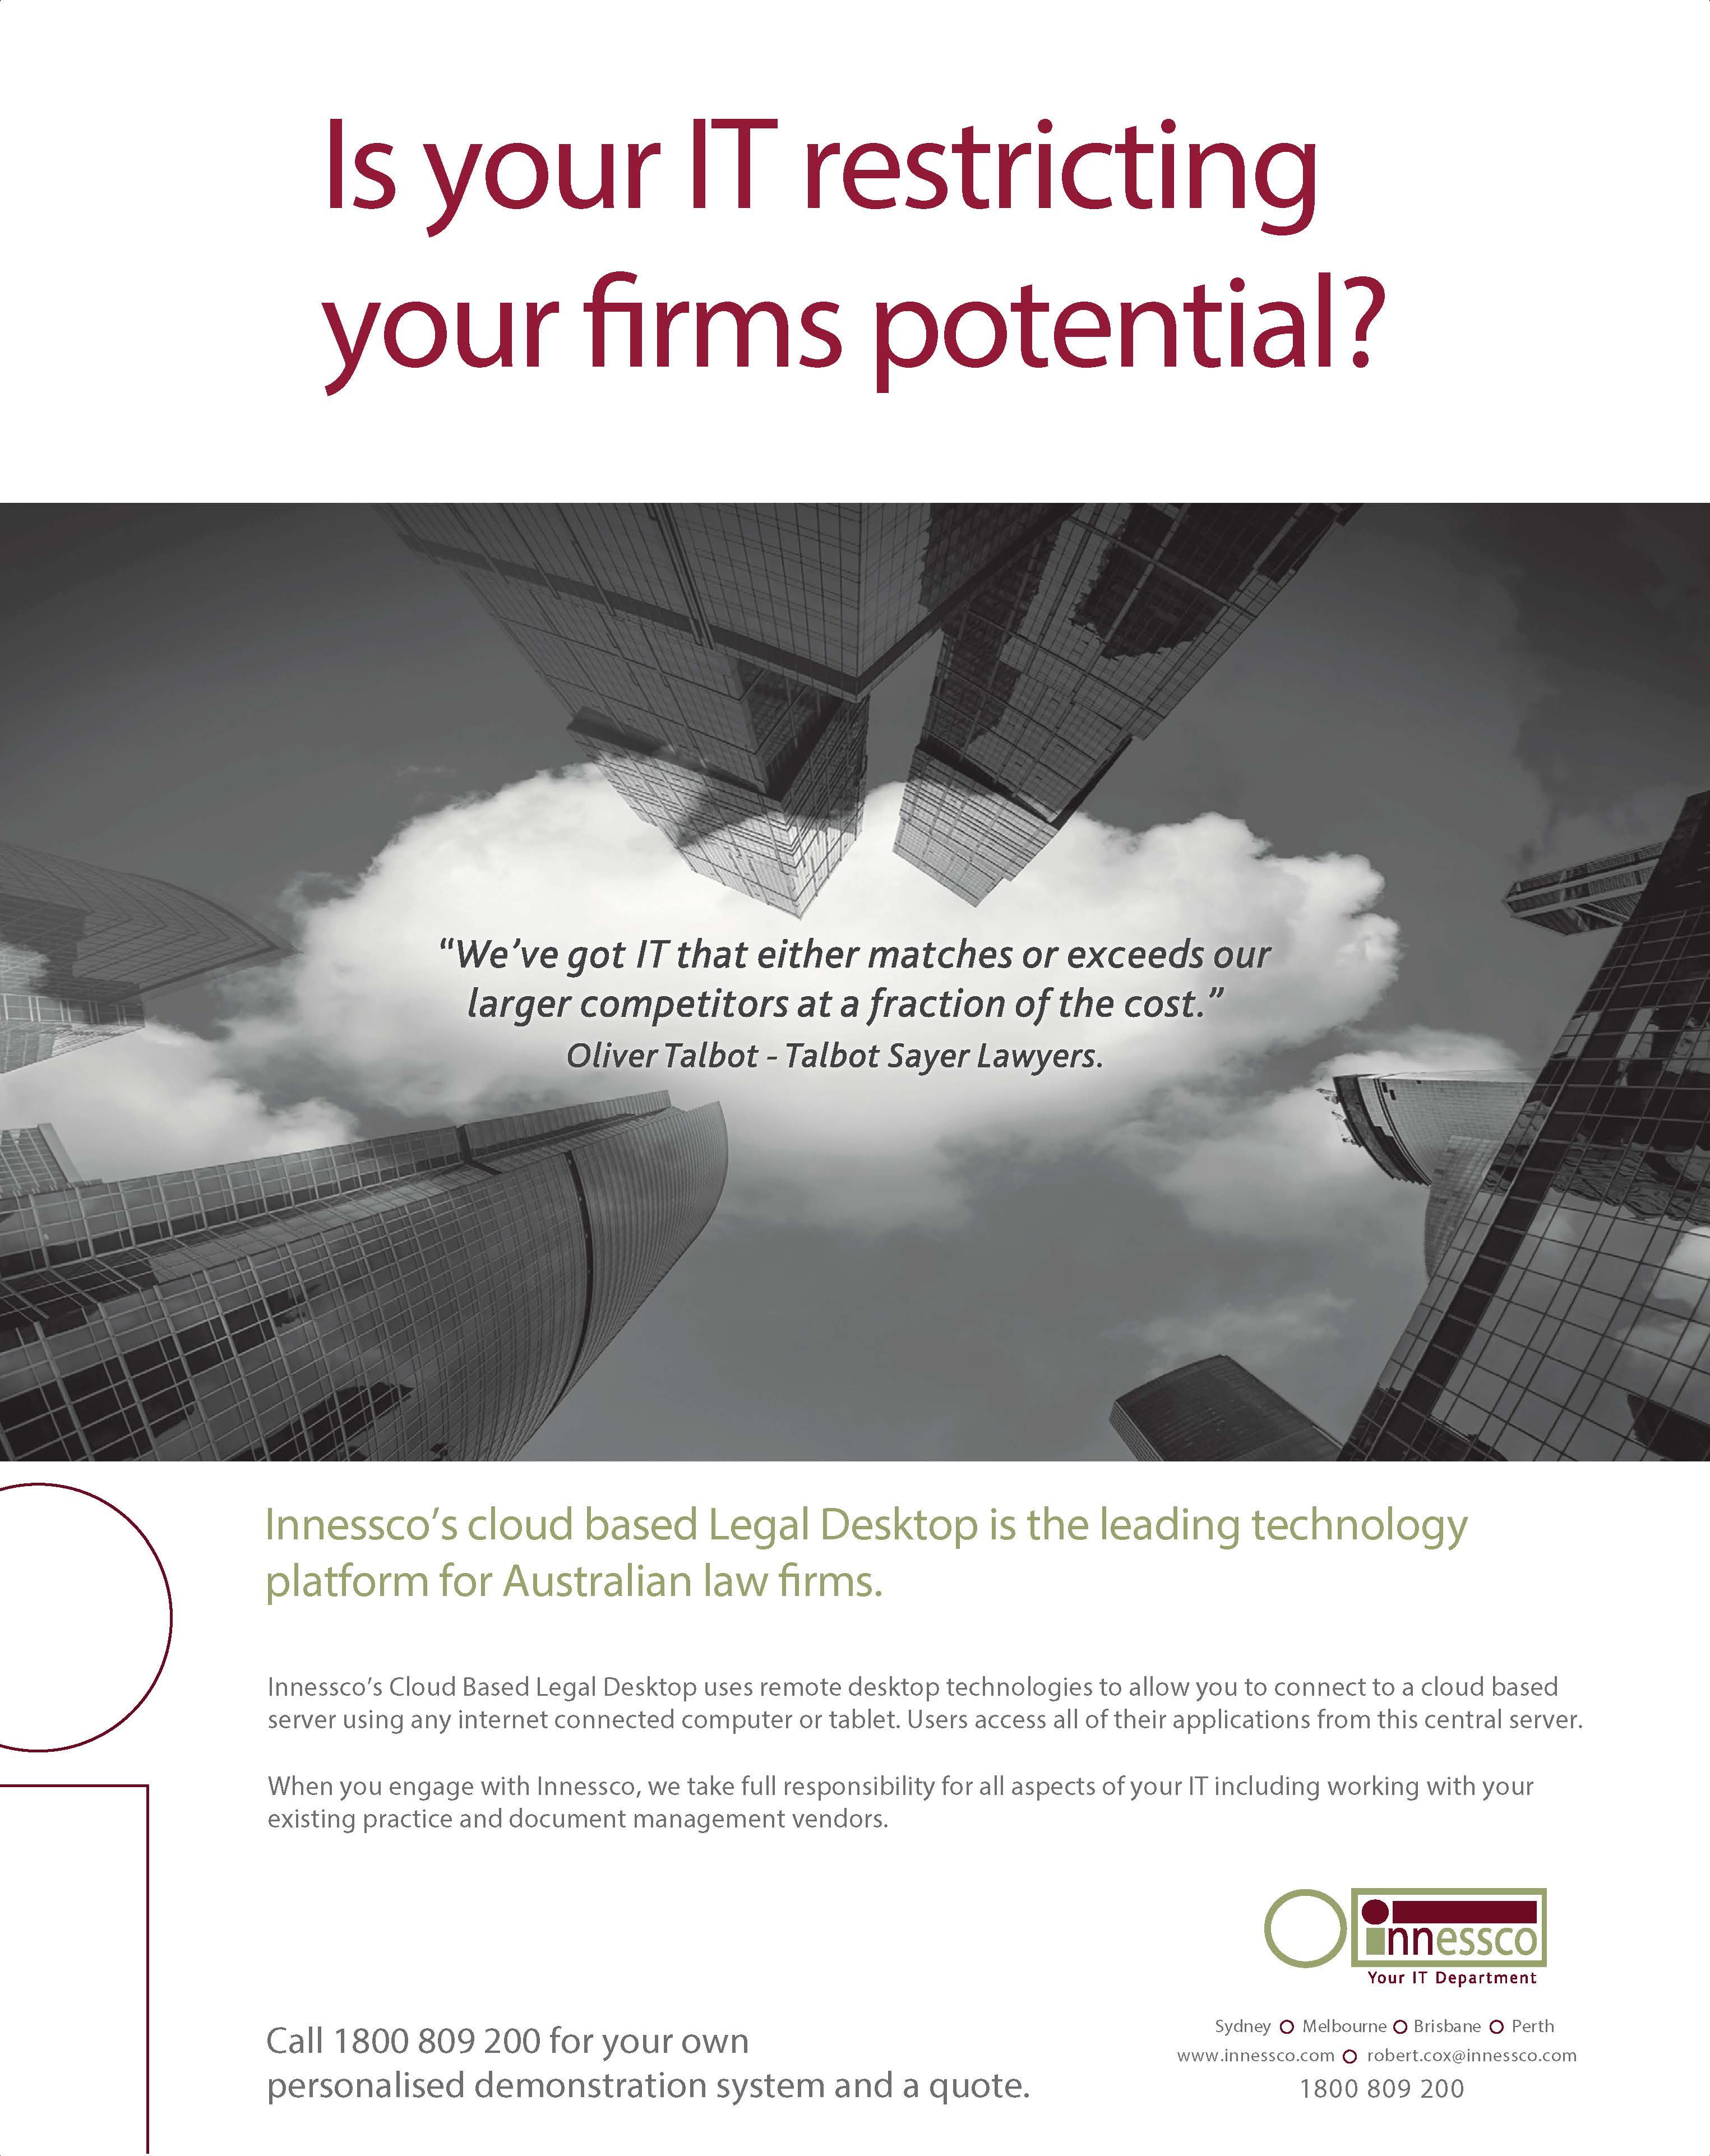 Is your IT restricting
your firms potential?
“We’ve got IT that either matches or exceeds our
larger competitors at a fraction of the cost.”
Oliver Talbot - Talbot Sayer Lawyers.
Innessco’s cloud based Legal Desktop is the leading technology
platform for Australian law firms.
Innessco’s Cloud Based Legal Desktop uses remote desktop technologies to allow you to connect to a cloud based
server using any internet connected computer or tablet. Users access all of their applications from this central server.
When you engage with Innessco, we take full responsibility for all aspects of your IT including working with your
existing practice and document management vendors.
innessco
Your IT Department
Call 1800 809 200 for your own
personalised demonstration system and a quote.
Sydney Melbourne Brisbane Perth
www.innessco.com robert.cox@innessco.com
1800 809 200